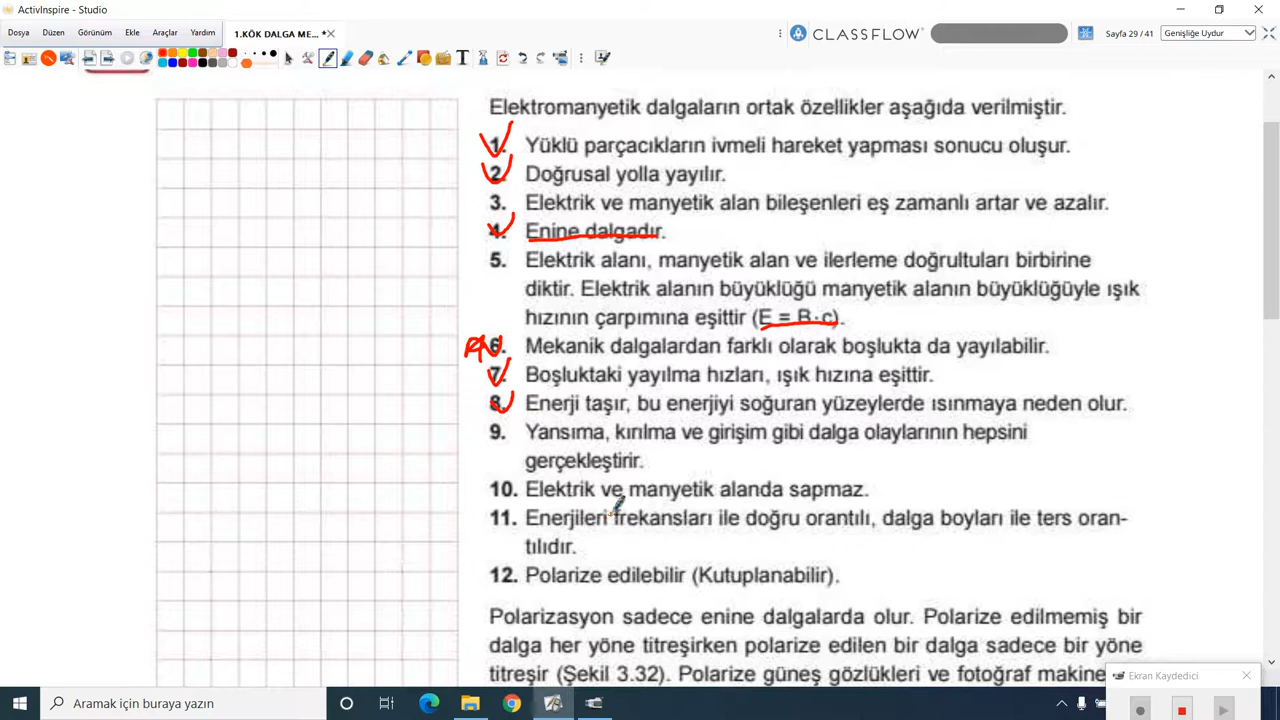 ActivInspire - Studio
Dosya Düzen Görünüm Ekle Araçlar Yardım
1.KÖK DALGA ME... *
CLASSFLOW
Sayfa 29 / 41
Genişliğe Uydur
Elektromanyetik dalgaların ortak özellikler aşağıda verilmiştir.
1. Yüklü parçacıkların ivmeli hareket yapması sonucu oluşur.
2. Doğrusal yolla yayılır.
3. Elektrik ve manyetik alan bileşenleri eş zamanlı artar ve azalır.
4. Enine dalgadır.
5. Elektrik alanı, manyetik alan ve ilerleme doğrultuları birbirine
diktir. Elektrik alanın büyüklüğü manyetik alanın büyüklüğüyle ışık
hızının çarpımına eşittir (E = B·c).
6. Mekanik dalgalardan farklı olarak boşlukta da yayılabilir.
7. Boşluktaki yayılma hızları, ışık hızına eşittir.
8. Enerji taşır, bu enerjiyi soğuran yüzeylerde ısınmaya neden olur.
9. Yansıma, kırılma ve girişim gibi dalga olaylarının hepsini
gerçekleştirir.
10. Elektrik ve manyetik alanda sapmaz.
11. Enerjileri frekansları ile doğru orantılı, dalga boyları ile ters oran-
tılıdır.
12. Polarize edilebilir (Kutuplanabilir).
Polarizasyon sadece enine dalgalarda olur. Polarize edilmemiş bir
dalga her yöne titreşirken polarize edilen bir dalga sadece bir yöne
titreşir (Şekil 3.32). Polarize güneş gözlükleri ve fotoğraf makine
Ekran Kaydedici
Aramak için buraya yazın